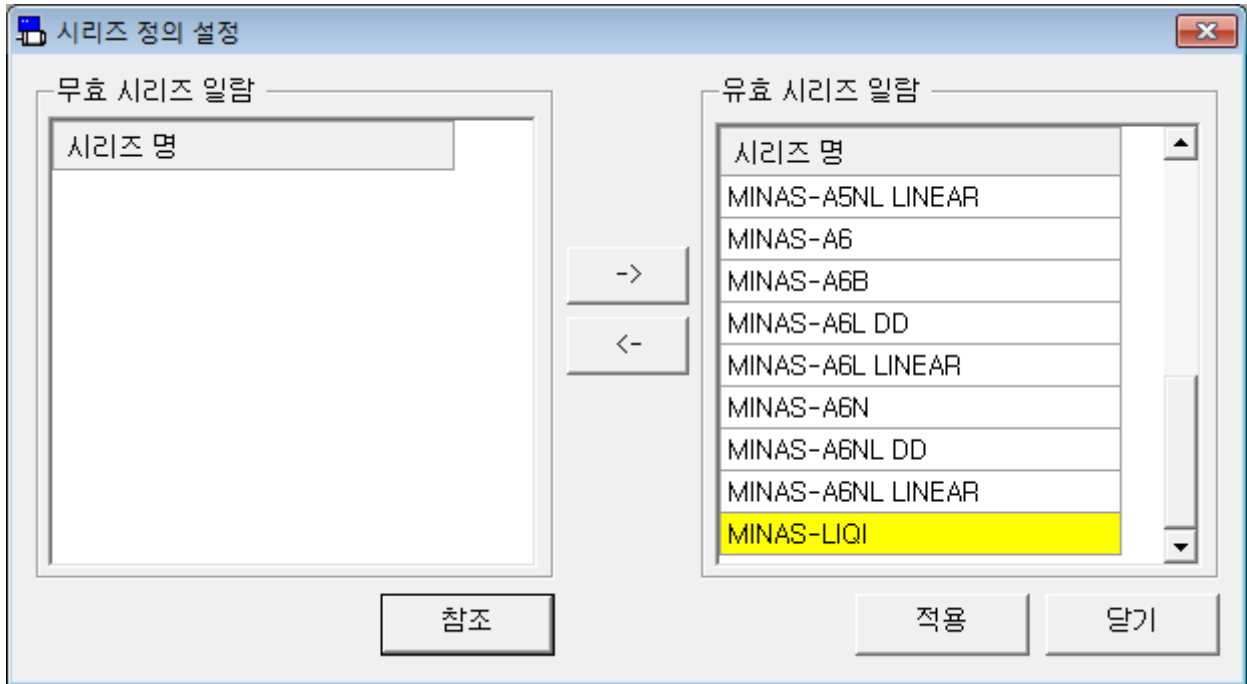 시리즈 정의 설정
무효 시리즈 일람
시리즈 명
->
<-
유효 시리즈 일람
시리즈 명
MINAS-A5NL LINEAR
MINAS-A6
MINAS-A6B
MINAS-A6L DD
MINAS-A6L LINEAR
MINAS-A6N
MINAS-A6NL DD
MINAS-A6NL LINEAR
MINAS-LIQI
참조
적용
닫기